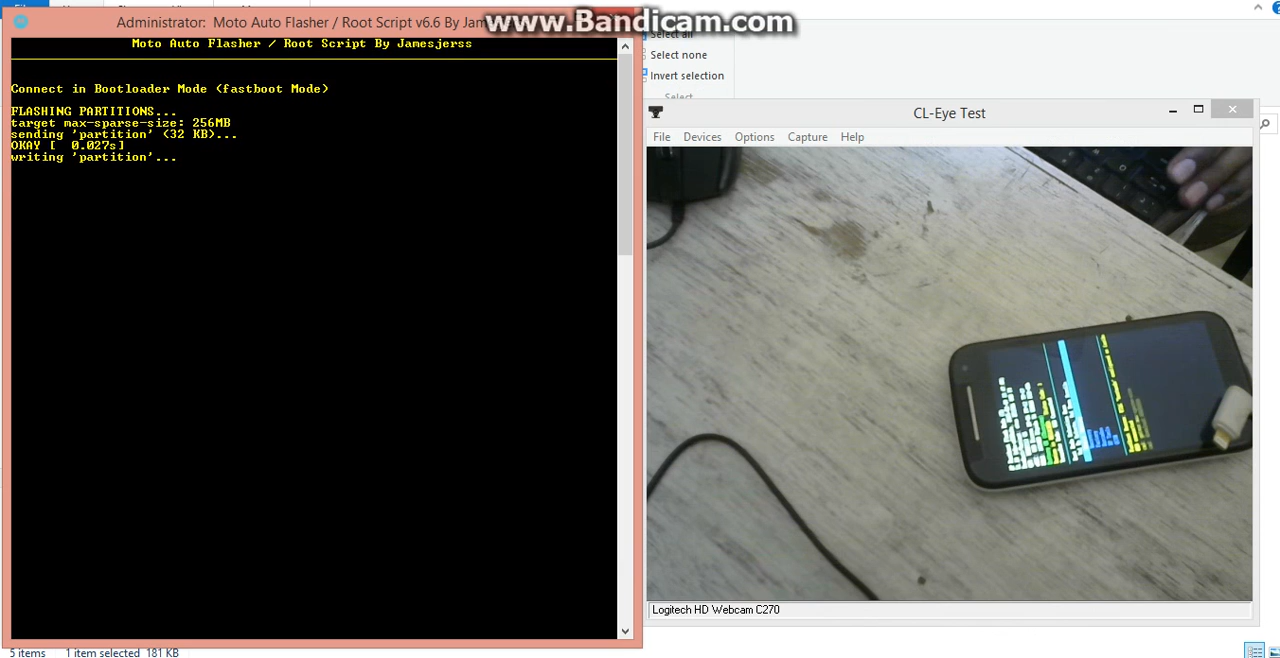 www.Bandicam.com
Administrator:  Moto Auto Flasher / Root Script v6.6 By James
Moto Auto Flasher / Root Script By Jamesjerss
Connect in Bootloader Mode (fastboot Mode)
FLASHING PARTITIONS...
target max-sparse-size: 256MB
sending 'partition' (32 KB)...
OKAY [  0.027s]
writing 'partition'...
Select all
Select none
Invert selection
Select
CL-Eye Test
File Devices Options Capture Help
Logitech HD Webcam C270
5 items 1 item selected 181 KB